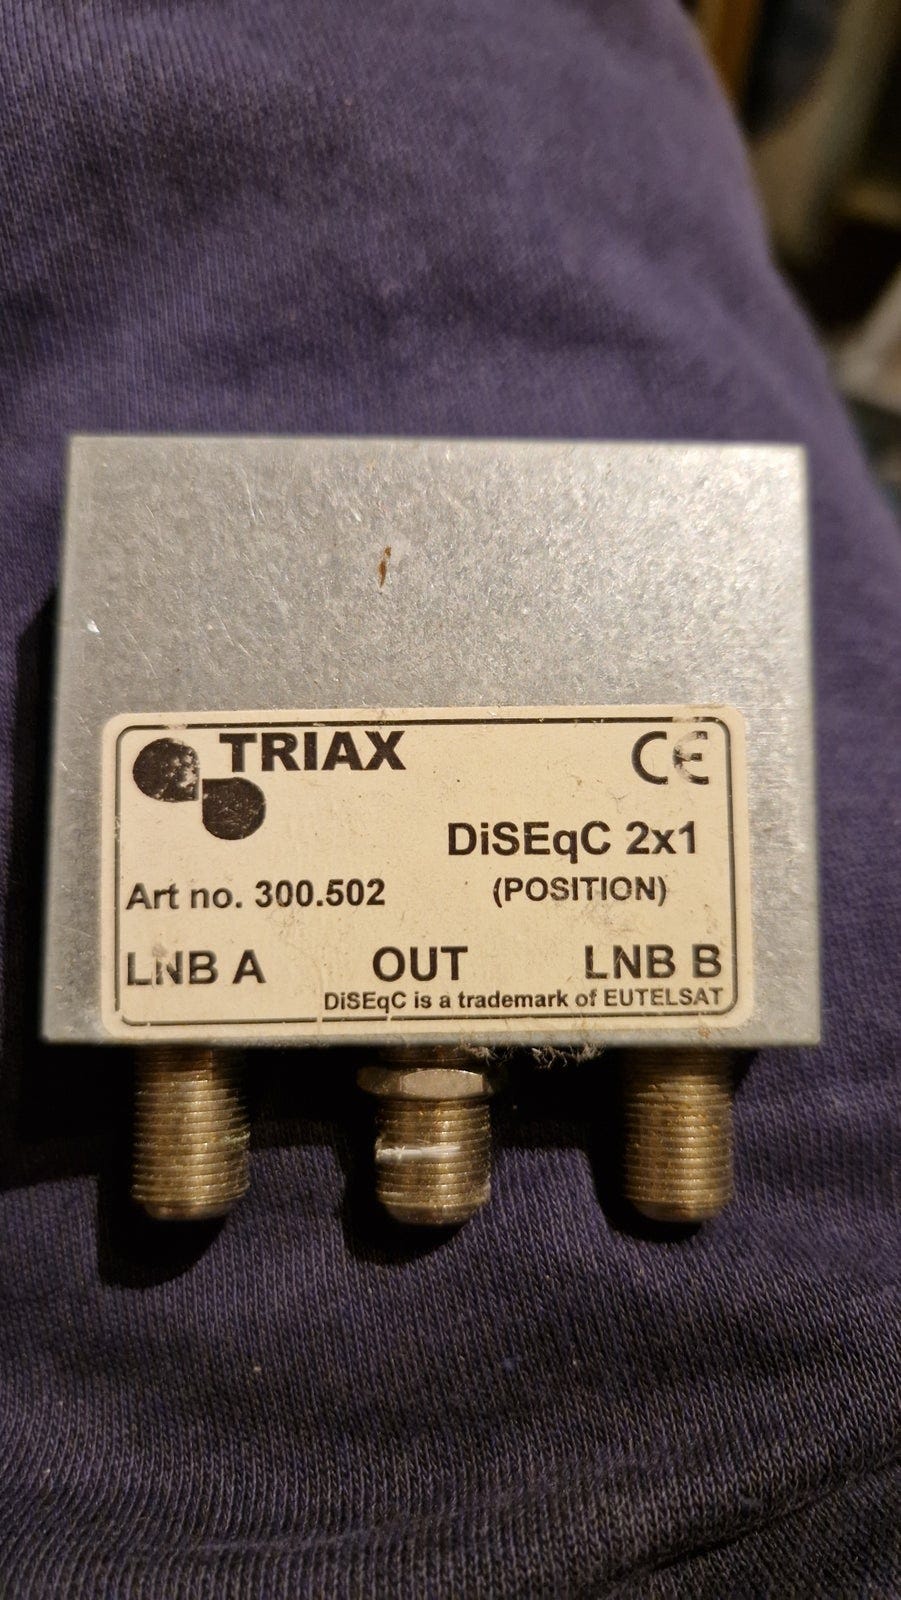 TRIAX CE
DiSEqC 2x1
Art no. 300.502 (POSITION)
LNB A OUT LNB B
DiSEqC is a trademark of EUTELSAT